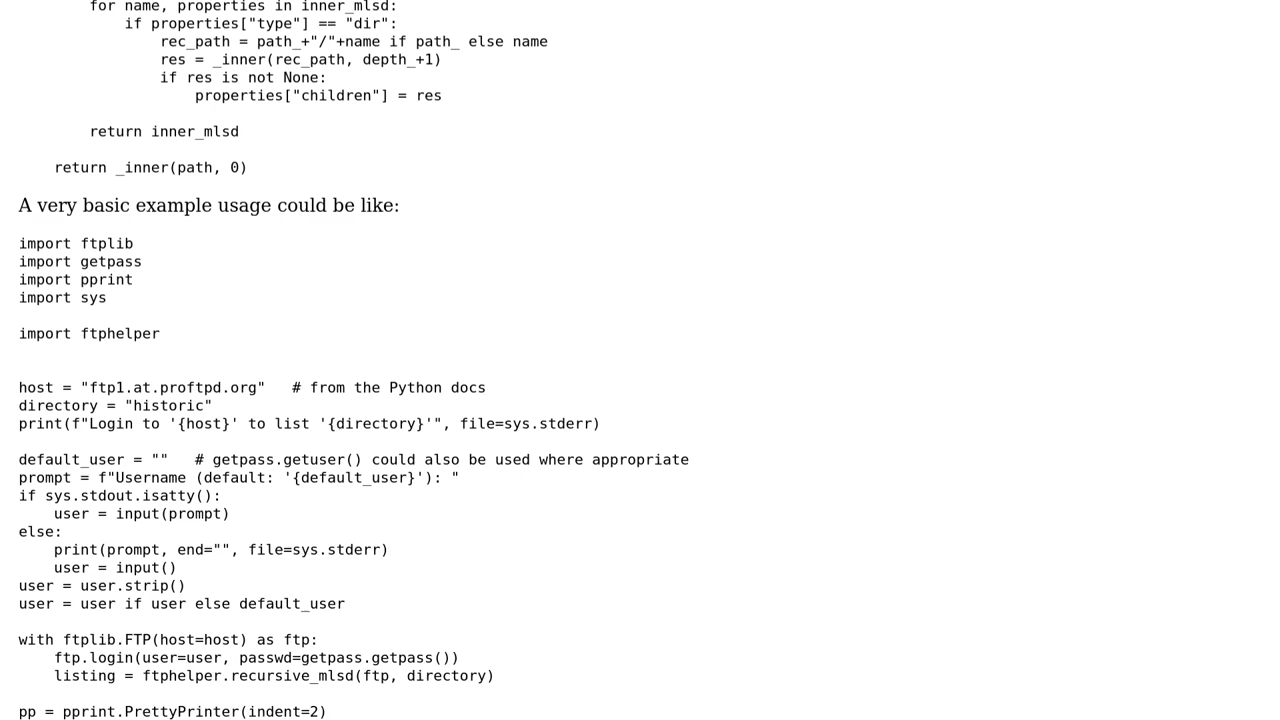 for name, properties in inner_mlsd:
            if properties["type"] == "dir":
                rec_path = path_+"/"+name if path_ else name
                res = _inner(rec_path, depth_+1)
                if res is not None:
                    properties["children"] = res

        return inner_mlsd

    return _inner(path, 0)

A very basic example usage could be like:

import ftplib
import getpass
import pprint
import sys

import ftphelper


host = "ftp1.at.proftpd.org"   # from the Python docs
directory = "historic"
print(f"Login to '{host}' to list '{directory}'", file=sys.stderr)

default_user = ""   # getpass.getuser() could also be used where appropriate
prompt = f"Username (default: '{default_user}'): "
if sys.stdout.isatty():
    user = input(prompt)
else:
    print(prompt, end="", file=sys.stderr)
    user = input()
user = user.strip()
user = user if user else default_user

with ftplib.FTP(host=host) as ftp:
    ftp.login(user=user, passwd=getpass.getpass())
    listing = ftphelper.recursive_mlsd(ftp, directory)

pp = pprint.PrettyPrinter(indent=2)